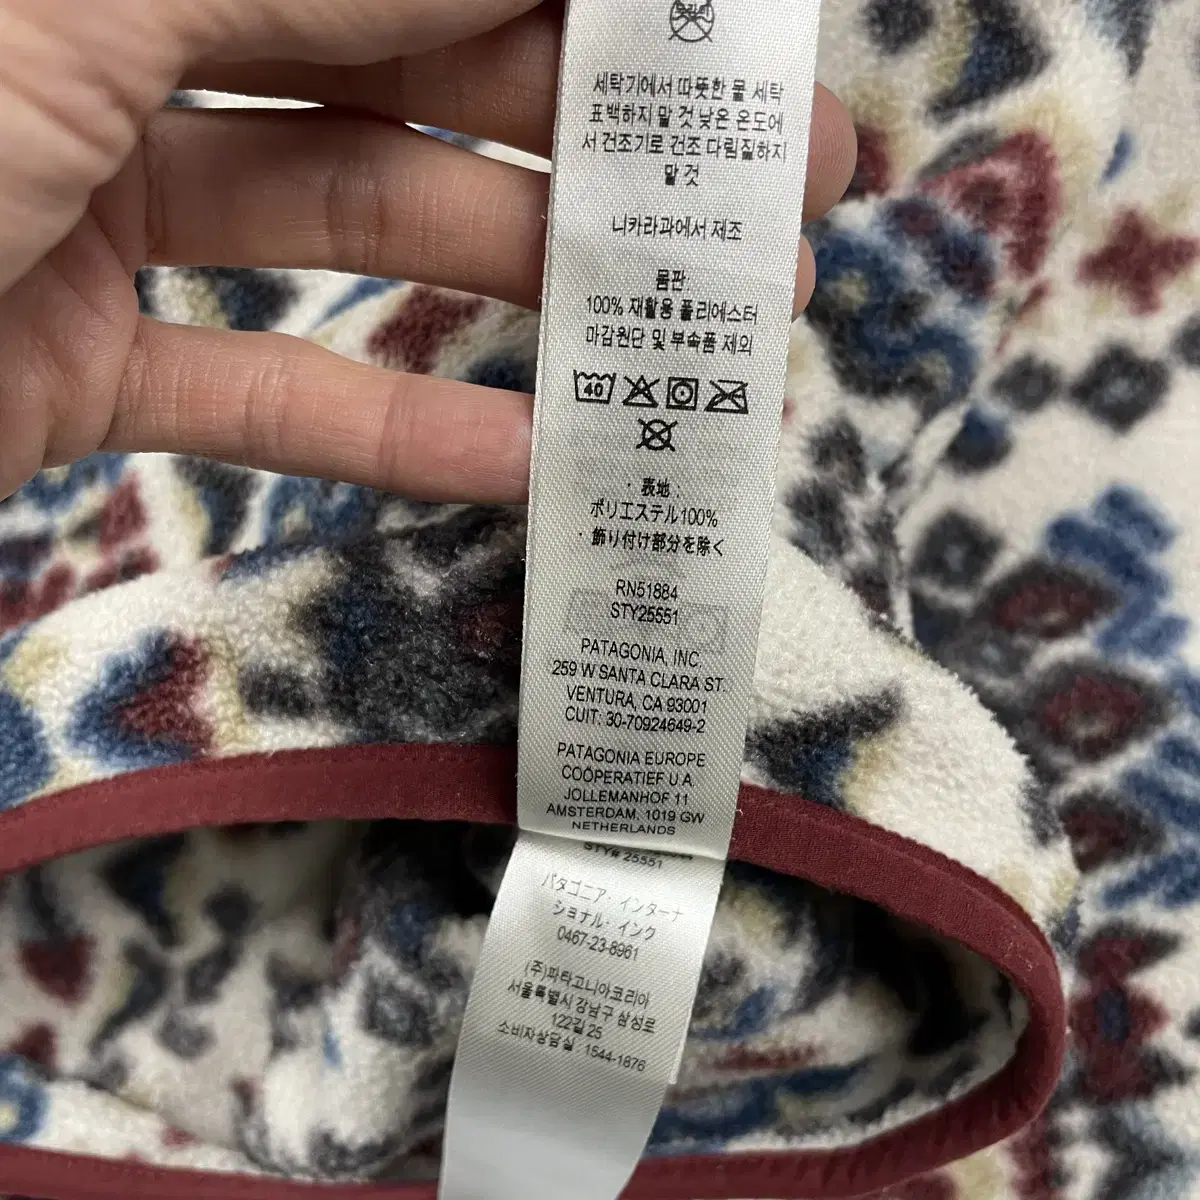 세탁기에서 따뜻한 물 세탁
표백하지 말 것 낮은 온도에
서 건조기로 건조 다림질하지
말 것
니카라과에서 제조
몸판:
100% 재활용 폴리에스터
마감원단 및 부속품 제외
40
・表地:
ポリエステル100%
・飾り付け部分を除く
RN51884
STY25551
PATAGONIA, INC.
259 W SANTA CLARA ST.
VENTURA, CA 93001
CUIT: 30-70924649-2
PATAGONIA EUROPE
COÖPERATIEF U.A
JOLLEMANHOF 11
AMSTERDAM, 1019 GW
NETHERLANDS
STY# 25551
パタゴニア・インターナ
ショナル・インク
0467-23-8961
(주)파타고니아코리아
서울특별시 강남구 삼성로
122길 25
소비자상담실 : 1544-1876